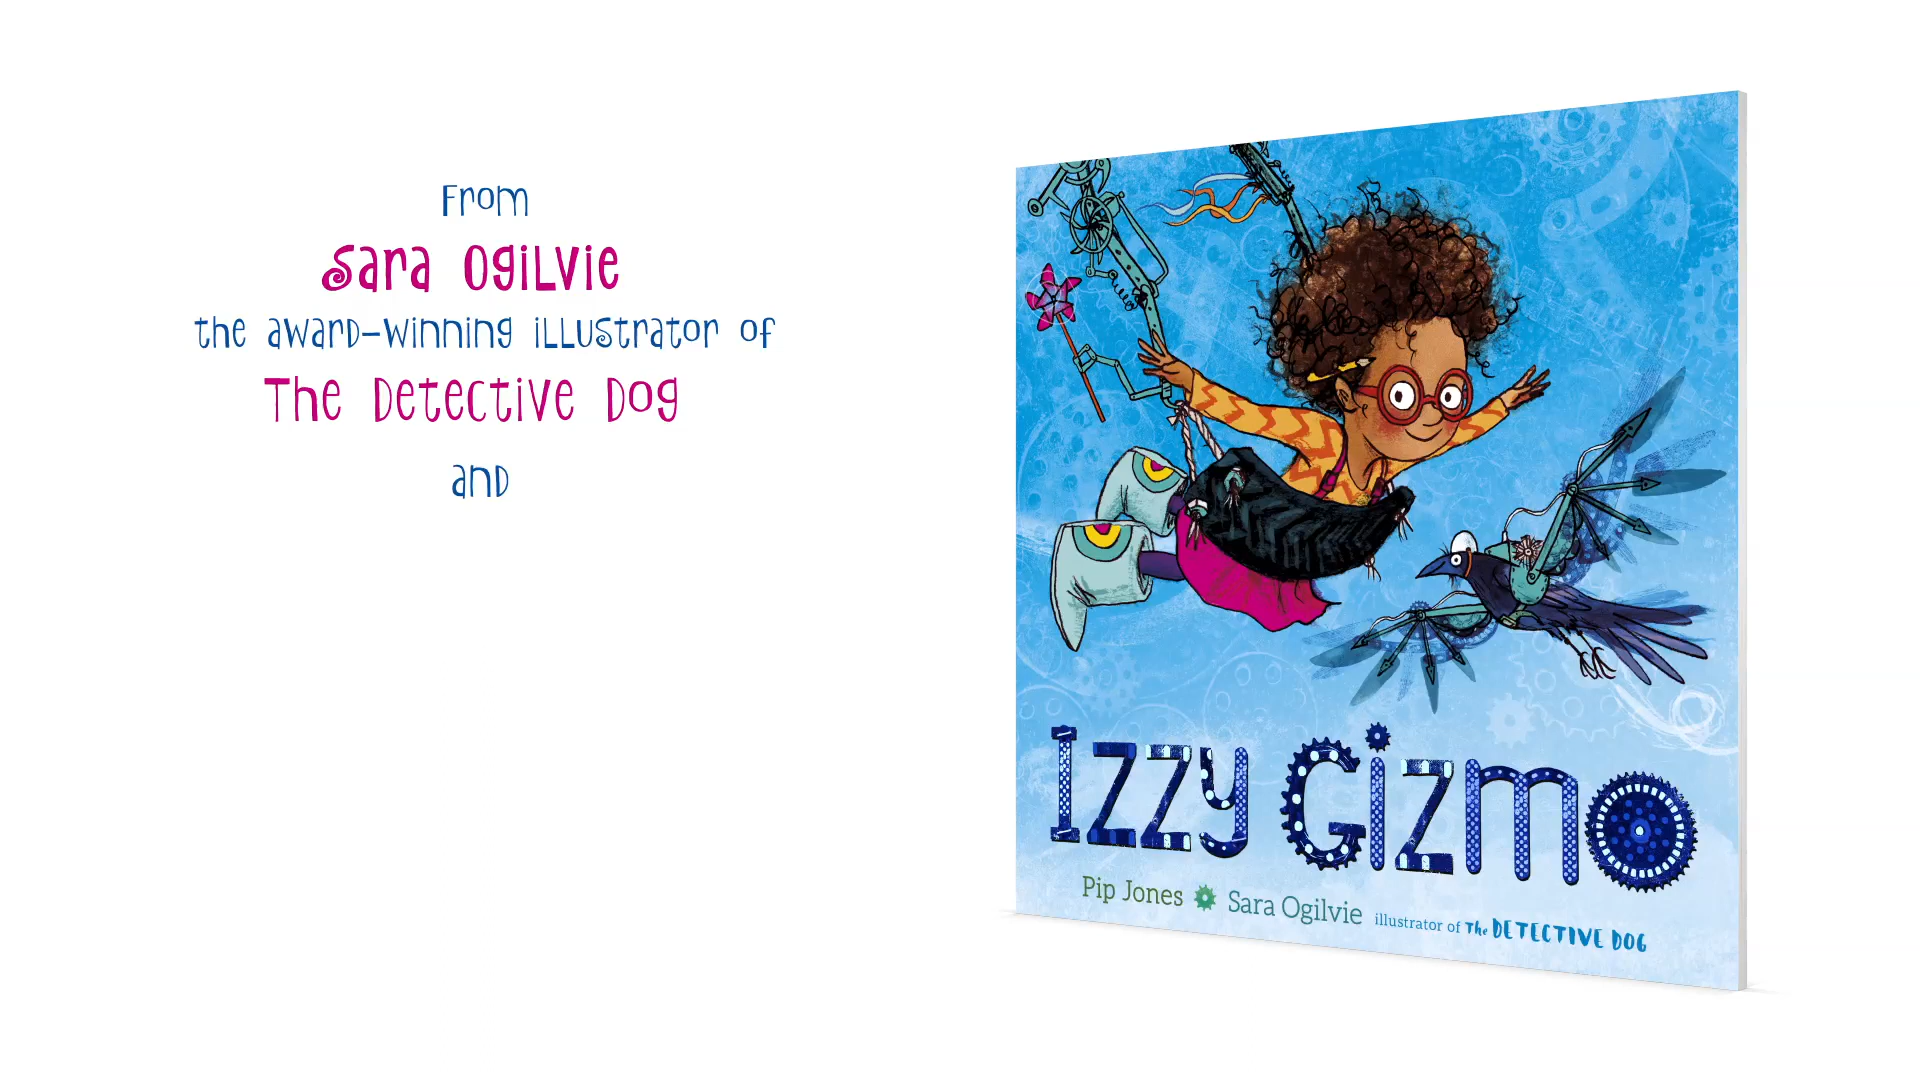 From
Sara Ogilvie
the award-winning illustrator of
The Detective Dog
and
Izzy Gizmo
Pip Jones Sara Ogilvie illustrator of The DETECTIVE DOG